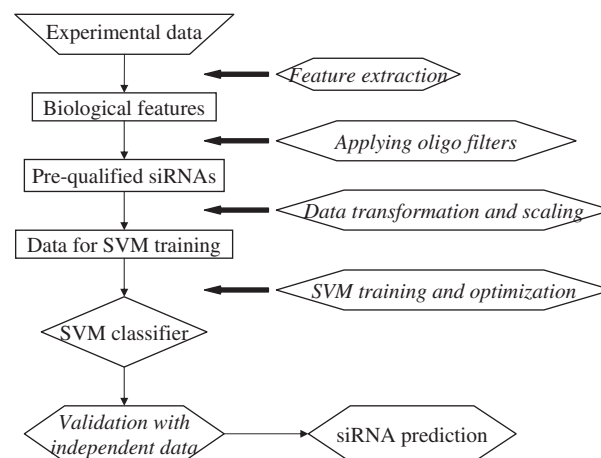 Experimental data
Feature extraction
Biological features
Applying oligo filters
Pre-qualified siRNAs
Data transformation and scaling
Data for SVM training
SVM training and optimization
SVM classifier
Validation with
independent data
siRNA prediction